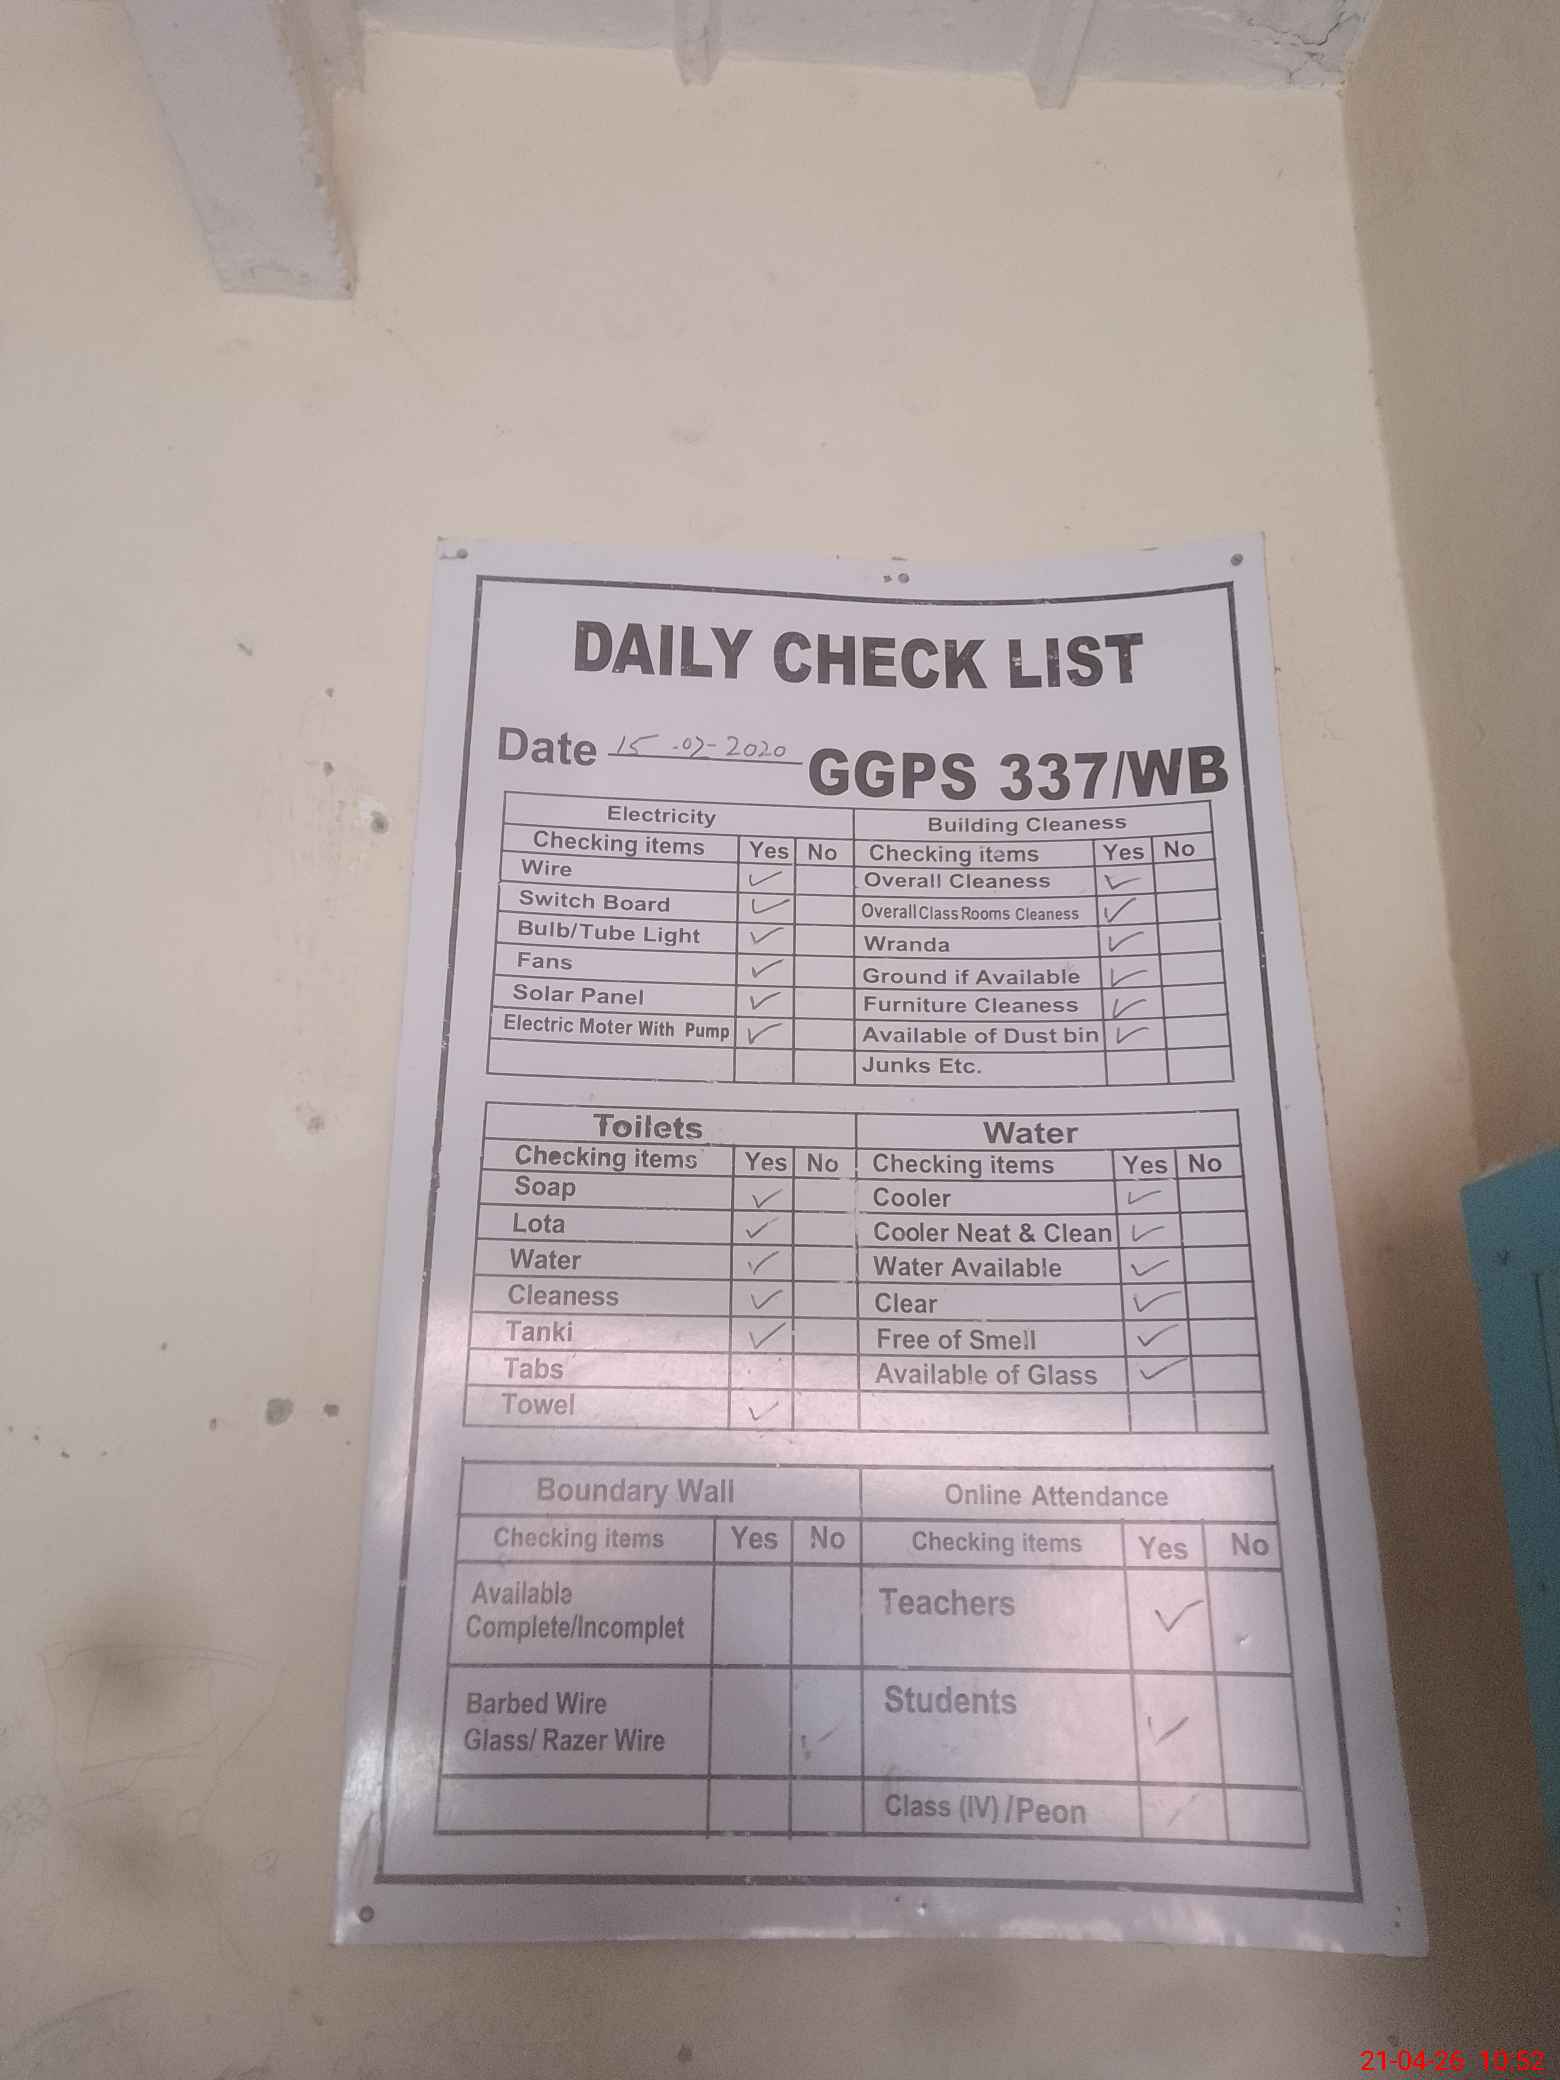 DAILY CHECK LIST
Date 15-02-2020 GGPS 337/WB
Electricity
Checking items Yes No
Wire ✓
Switch Board ✓
Bulb/Tube Light ✓
Fans ✓
Solar Panel ✓
Electric Moter With Pump ✓
Building Cleaness
Checking items Yes No
Overall Cleaness ✓
Overall Class Rooms Cleaness ✓
Wranda ✓
Ground if Available ✓
Furniture Cleaness ✓
Available of Dust bin ✓
Junks Etc.
Toilets
Checking items Yes No
Soap ✓
Lota ✓
Water ✓
Cleaness ✓
Tanki ✓
Tabs
Towel ✓
Water
Checking items Yes No
Cooler ✓
Cooler Neat & Clean ✓
Water Available ✓
Clear ✓
Free of Smell ✓
Available of Glass ✓
Boundary Wall
Checking items Yes No
Available
Complete/Incomplet
Barbed Wire
Glass/ Razer Wire ✓
Online Attendance
Checking items Yes No
Teachers ✓
Students ✓
Class (IV) /Peon ✓
21-04-26 10:52